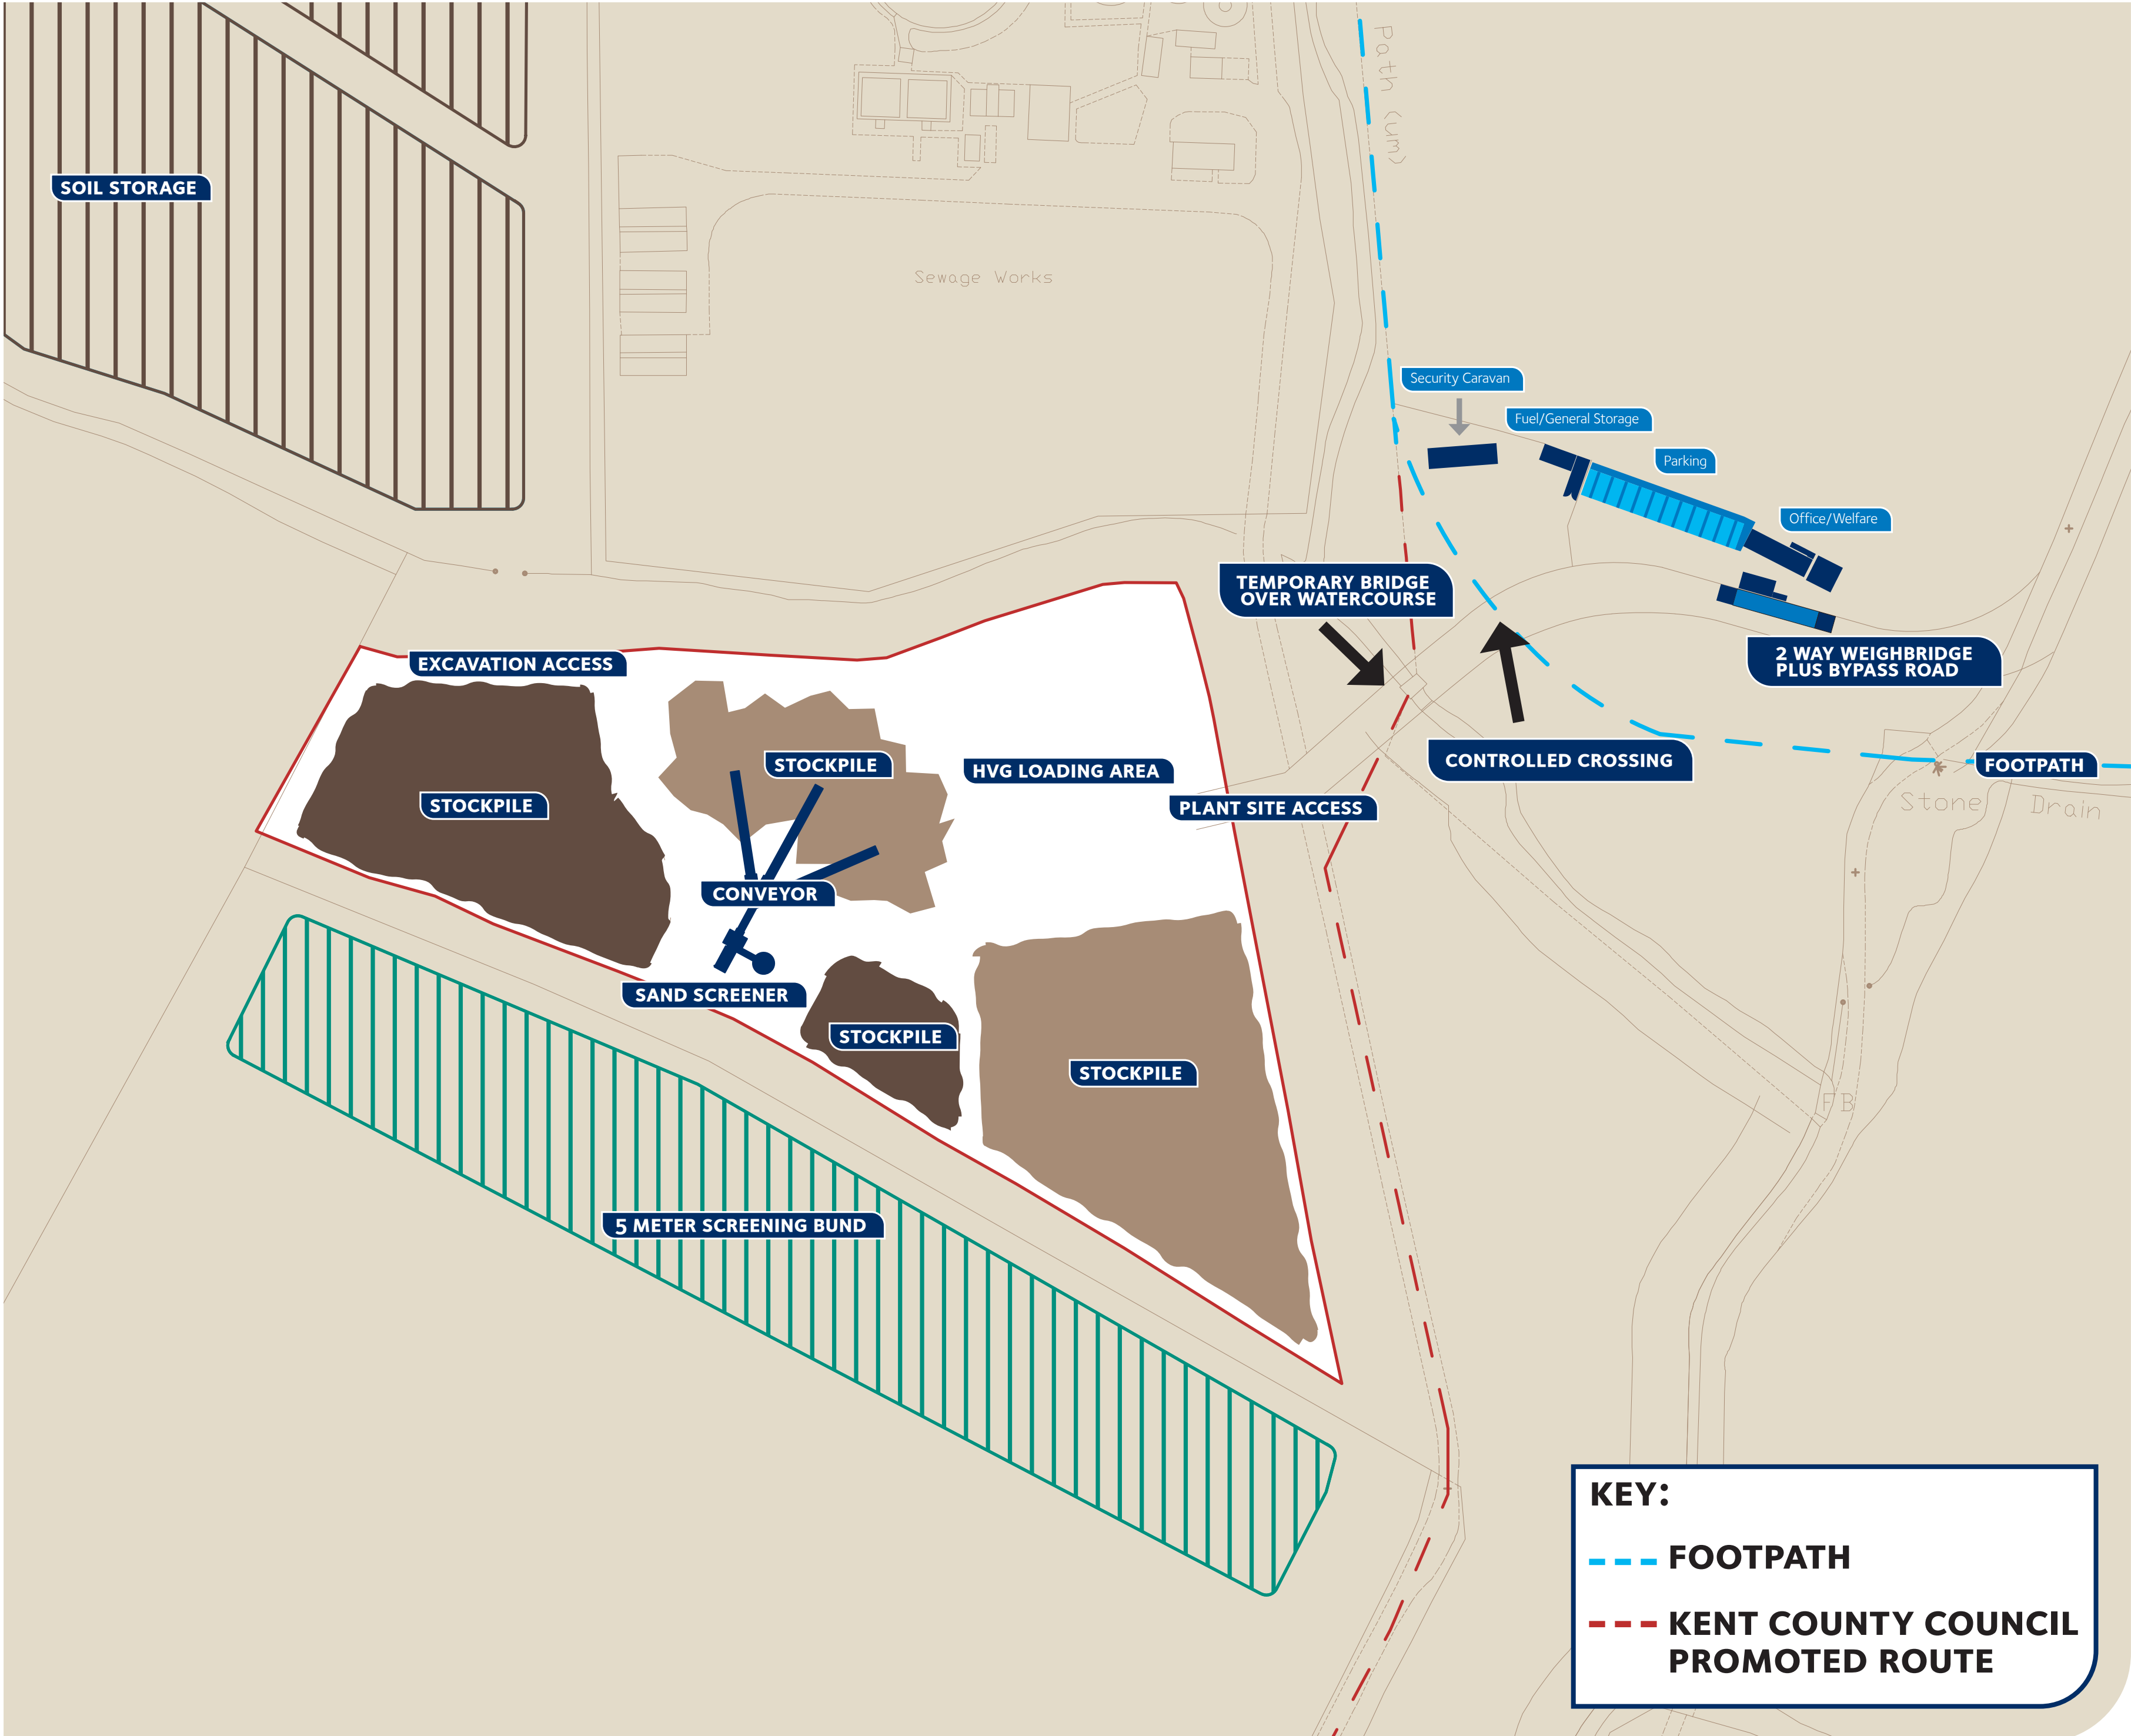 Path (um)
SOIL STORAGE
Sewage Works
Security Caravan
Fuel/General Storage
Parking
Office/Welfare
TEMPORARY BRIDGE
OVER WATERCOURSE
2 WAY WEIGHBRIDGE
PLUS BYPASS ROAD
EXCAVATION ACCESS
STOCKPILE
HVG LOADING AREA
CONTROLLED CROSSING
FOOTPATH
STOCKPILE
PLANT SITE ACCESS
Stone Drain
CONVEYOR
SAND SCREENER
STOCKPILE
STOCKPILE
FB
5 METER SCREENING BUND
KEY:
FOOTPATH
KENT COUNTY COUNCIL
PROMOTED ROUTE